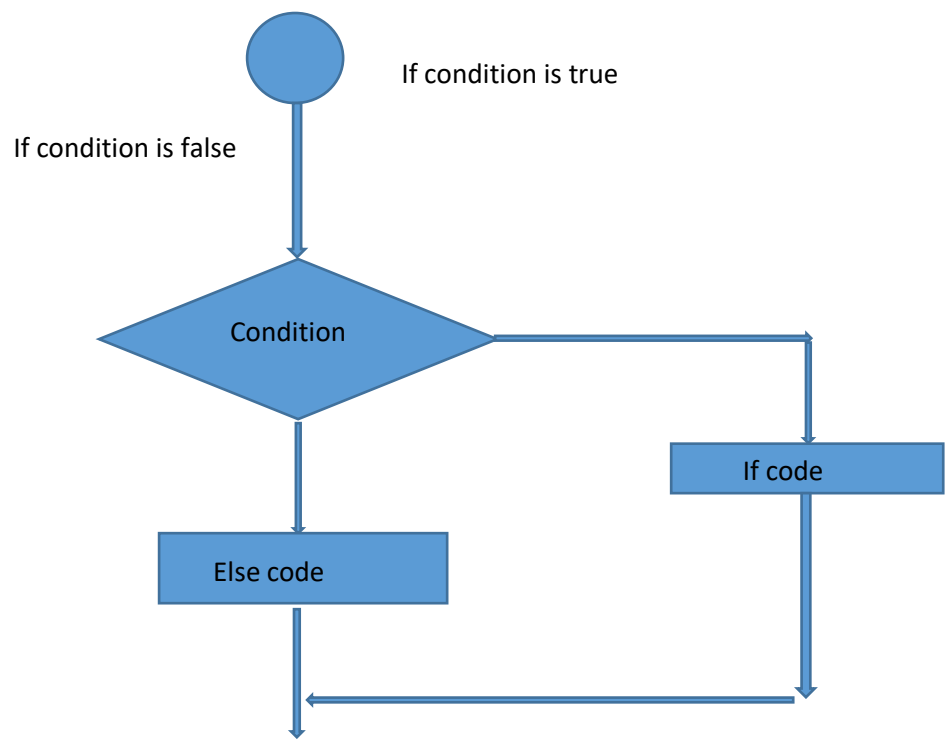 If condition is true
If condition is false
Condition
If code
Else code